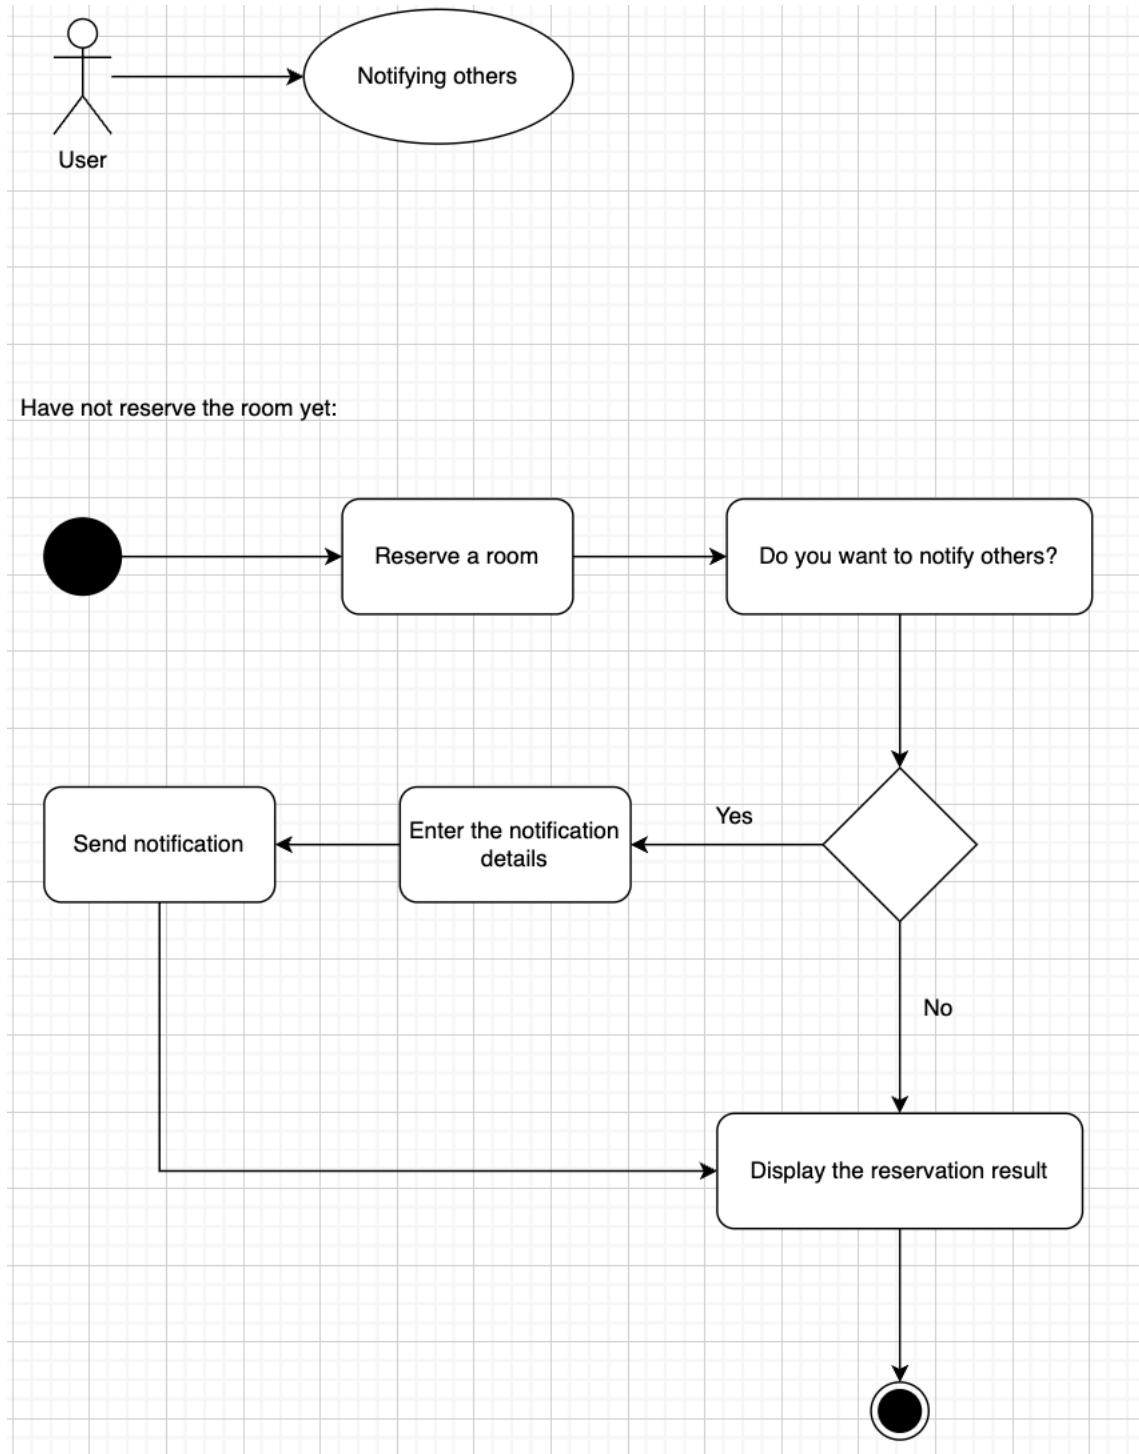 Notifying others
User
Have not reserve the room yet:
Reserve a room
Do you want to notify others?
Yes
Enter the notification
details
Send notification
No
Display the reservation result